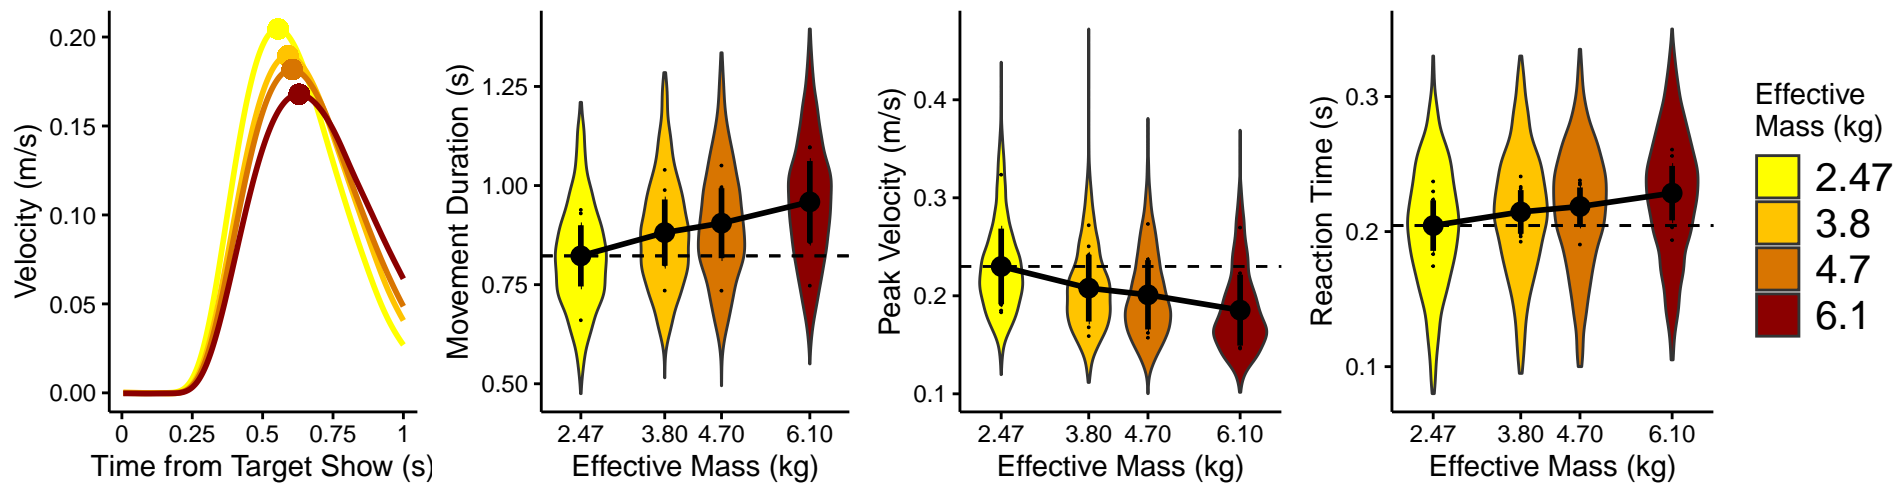 Velocity (m/s)
0.20
0.15
0.10
0.05
0.00
0 0.25 0.5 0.75 1
Time from Target Show (s)
Movement Duration (s)
1.25
1.00
0.75
0.50
2.47 3.80 4.70 6.10
Effective Mass (kg)
Peak Velocity (m/s)
0.4
0.3
0.2
0.1
2.47 3.80 4.70 6.10
Effective Mass (kg)
Reaction Time (s)
0.3
0.2
0.1
2.47 3.80 4.70 6.10
Effective Mass (kg)
Effective
Mass (kg)
2.47
3.8
4.7
6.1